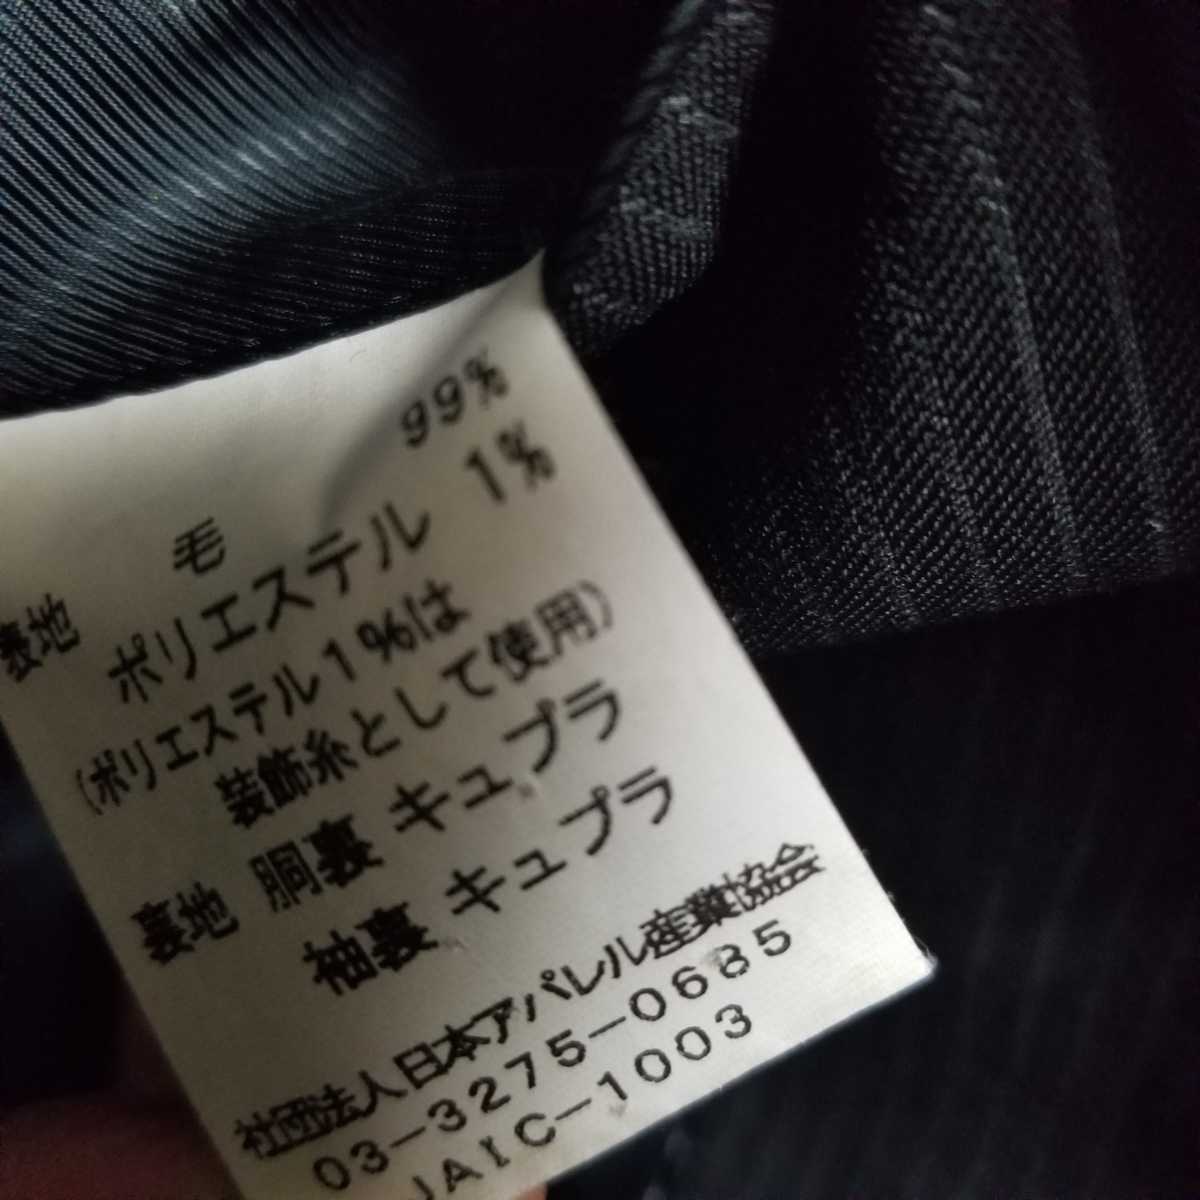 表地 毛 99%
ポリエステル 1%
(ポリエステル1%は
装飾糸として使用)
裏地 胴裏 キュプラ
袖裏 キュプラ
社団法人日本アパレル産業協会
03-3275-0685
JAIC-1003